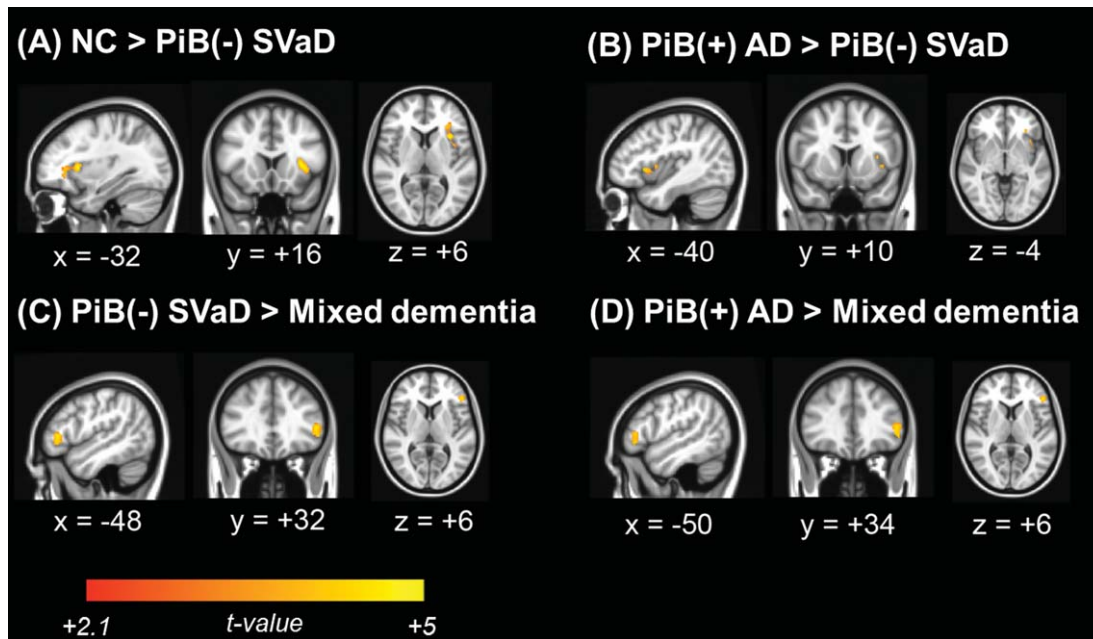 (A) NC > PiB(-) SVaD
(B) PiB(+) AD > PiB(-) SVaD
x = -32
y = +16
z = +6
x = -40
y = +10
z = -4
(C) PiB(-) SVaD > Mixed dementia
(D) PiB(+) AD > Mixed dementia
x = -48
y = +32
z = +6
x = -50
y = +34
z = +6
+2.1
t-value
+5